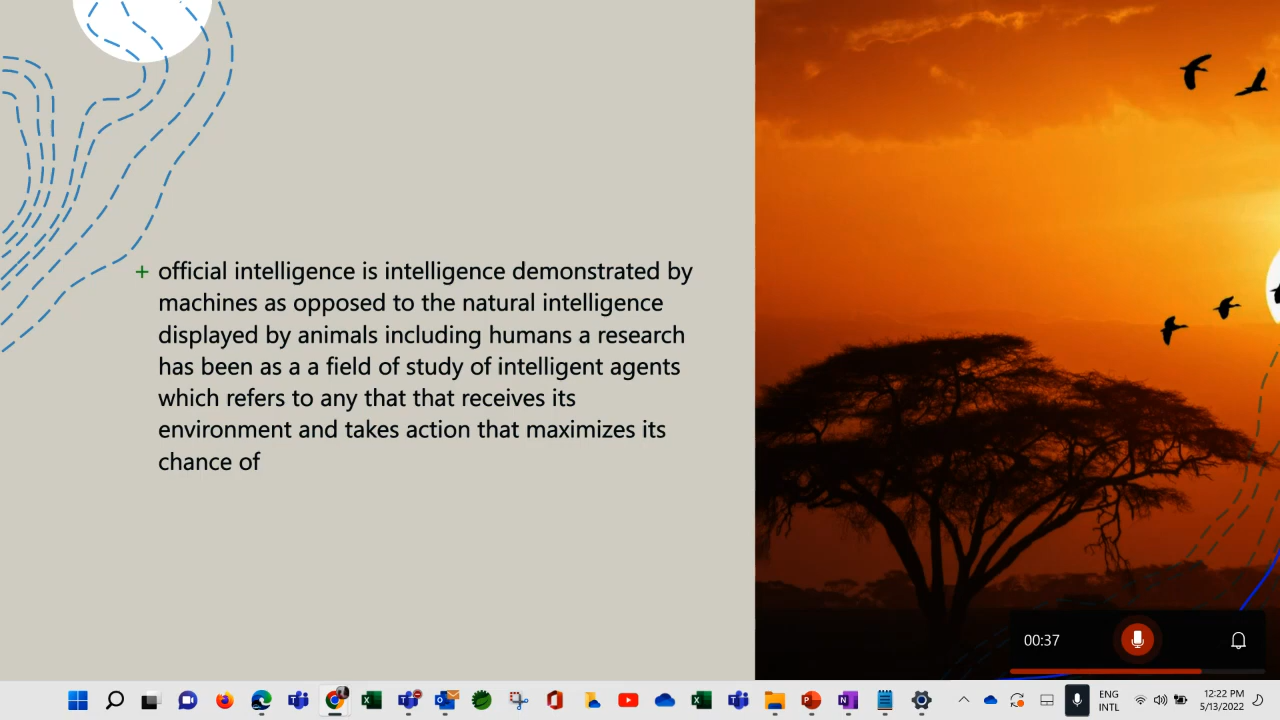 + official intelligence is intelligence demonstrated by
machines as opposed to the natural intelligence
displayed by animals including humans a research
has been as a a field of study of intelligent agents
which refers to any that that receives its
environment and takes action that maximizes its
chance of
00:37
ENG
INTL
12:22 PM
5/13/2022